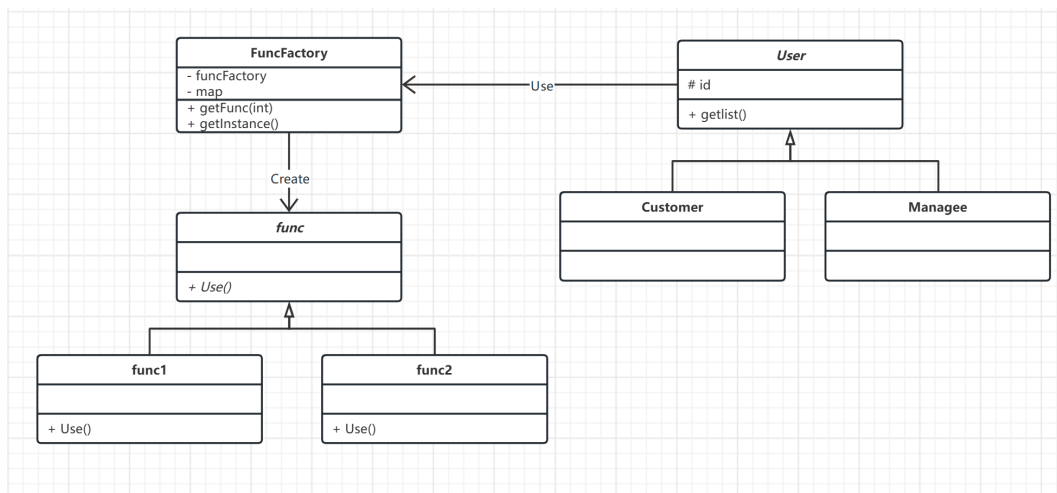 FuncFactory
- funcFactory
- map
+ getFunc(int)
+ getInstance()
User
# id
+ getlist()
Use
Create
func
+ Use()
Customer
Managee
func1
+ Use()
func2
+ Use()